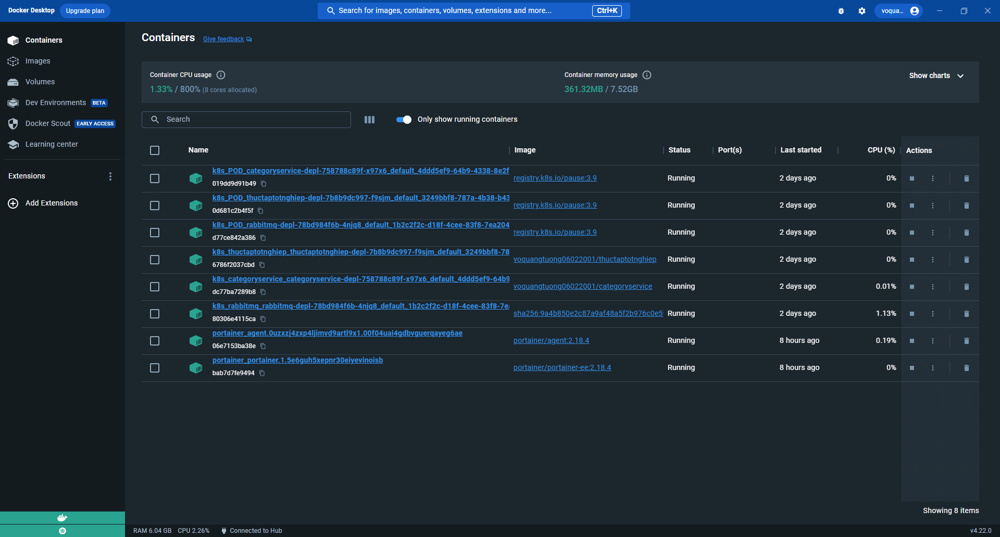 Docker Desktop
Upgrade plan
Search for images, containers, volumes, extensions and more...
Ctrl+K
voqua...
Containers
Images
Volumes
Dev Environments BETA
Docker Scout EARLY ACCESS
Learning center
Extensions
Add Extensions
Containers
Give feedback
Container CPU usage
1.33% / 800% (8 cores allocated)
Container memory usage
361.32MB / 7.52GB
Show charts
Search
Only show running containers
Name Image Status Port(s) Last started CPU (%) Actions
k8s_POD_categoryservice-depl-758788c89f-x97x6_default_4ddd5ef9-64b9-4338-8e2f
019dd9d91b49
registry.k8s.io/pause:3.9 Running 2 days ago 0%
k8s_POD_thuctaptotnghiep-depl-7b8b9dc997-f9sjm_default_3249bbf8-787a-4b38-b43
0d681c2b4f5f
registry.k8s.io/pause:3.9 Running 2 days ago 0%
k8s_POD_rabbitmq-depl-78bd984f6b-4njq8_default_1b2c2f2c-d18f-4cee-83f8-7ea204
d77ce842a386
registry.k8s.io/pause:3.9 Running 2 days ago 0%
k8s_thuctaptotnghiep_thuctaptotnghiep-depl-7b8b9dc997-f9sjm_default_3249bbf8-78
6786f2037cbd
voquangtuong06022001/thuctaptotnghiep Running 2 days ago 0%
k8s_categoryservice_categoryservice-depl-758788c89f-x97x6_default_4ddd5ef9-64b9
dc77ba7289b8
voquangtuong06022001/categoryservice Running 2 days ago 0.01%
k8s_rabbitmq_rabbitmq-depl-78bd984f6b-4njq8_default_1b2c2f2c-d18f-4cee-83f8-7ea
80306e4115ca
sha256:9a4b850e2c87a9af48a5f2b976c0e5 Running 2 days ago 1.13%
portainer_agent.0uzxzj4zxp4ljimvd9artl9x1.00f04uai4gdbvguerqayeg6ae
06e7153ba38e
portainer/agent:2.18.4 Running 8 hours ago 0.19%
portainer_portainer.1.5e6guh5xepnr30eiyevinoisb
bab7d7fe9494
portainer/portainer-ee:2.18.4 Running 8 hours ago 0%
Showing 8 items
RAM 6.04 GB CPU 2.26% Connected to Hub
v4.22.0